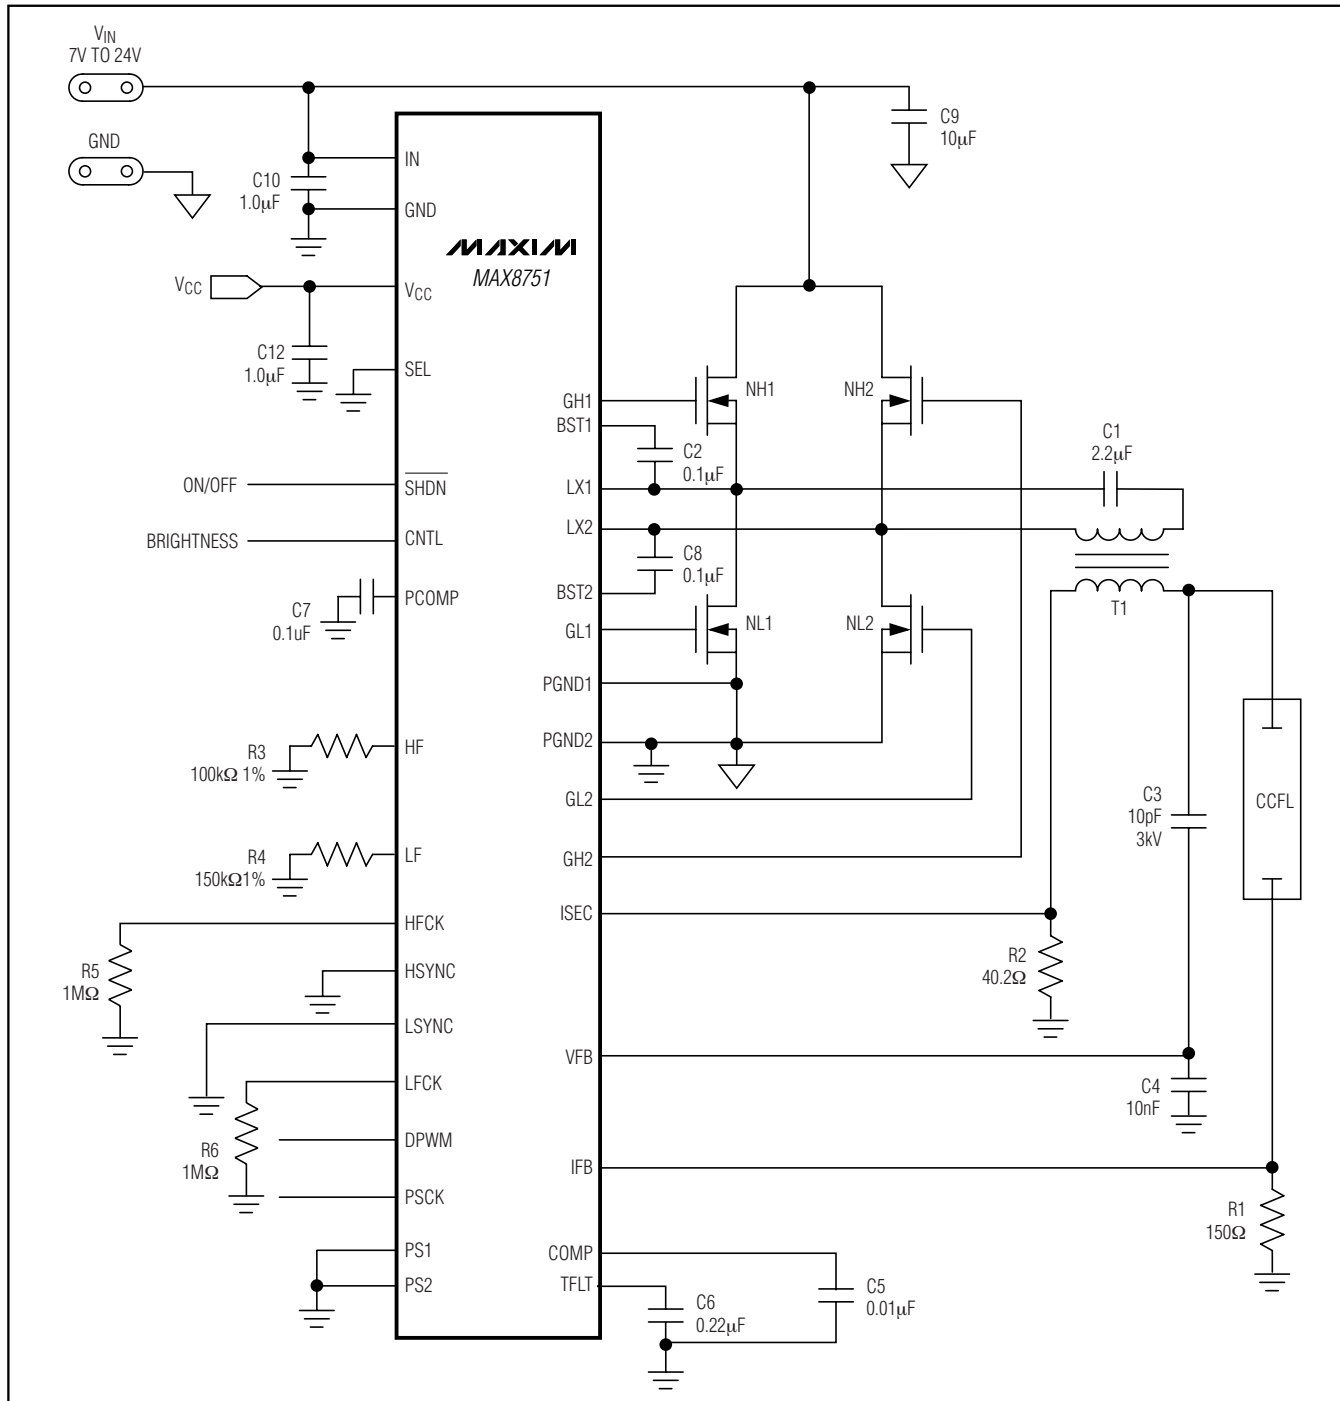 VIN
7V TO 24V
GND
C10
1.0µF
IN
GND
MAXIM
MAX8751
C9
10µF
VCC
VCC
C12
1.0µF
SEL
ON/OFF
SHDN
BRIGHTNESS
CNTL
C7
0.1uF
PCOMP
R3
100kΩ 1%
HF
R4
150kΩ1%
LF
HFCK
R5
1MΩ
HSYNC
LSYNC
LFCK
R6
1MΩ
DPWM
PSCK
PS1
PS2
GH1
BST1
LX1
LX2
BST2
GL1
PGND1
PGND2
GL2
GH2
ISEC
VFB
IFB
COMP
TFLT
NH1
NH2
C2
0.1µF
C8
0.1µF
NL1
NL2
C1
2.2µF
T1
C3
10pF
3kV
CCFL
R2
40.2Ω
C4
10nF
R1
150Ω
C5
0.01µF
C6
0.22µF